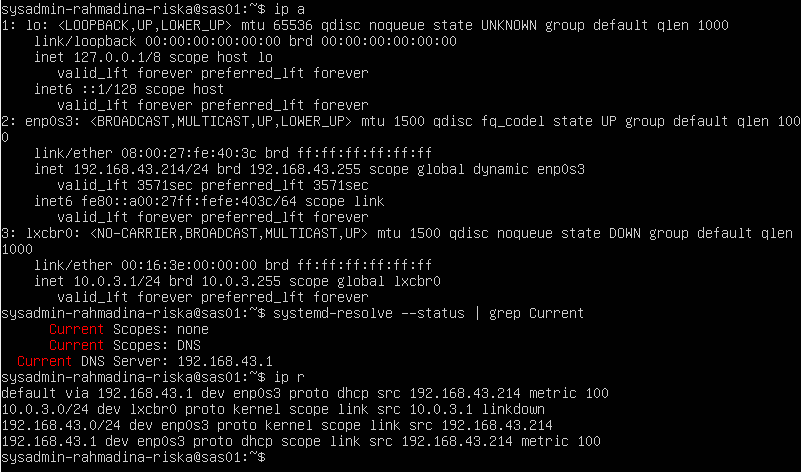 sysadmin-rahmadina-riska@sas01:~$ ip a
1: lo: <LOOPBACK,UP,LOWER_UP> mtu 65536 qdisc noqueue state UNKNOWN group default qlen 1000
    link/loopback 00:00:00:00:00:00 brd 00:00:00:00:00:00
    inet 127.0.0.1/8 scope host lo
       valid_lft forever preferred_lft forever
    inet6 ::1/128 scope host
       valid_lft forever preferred_lft forever
2: enp0s3: <BROADCAST,MULTICAST,UP,LOWER_UP> mtu 1500 qdisc fq_codel state UP group default qlen 100
0
    link/ether 08:00:27:fe:40:3c brd ff:ff:ff:ff:ff:ff
    inet 192.168.43.214/24 brd 192.168.43.255 scope global dynamic enp0s3
       valid_lft 3571sec preferred_lft 3571sec
    inet6 fe80::a00:27ff:fefe:403c/64 scope link
       valid_lft forever preferred_lft forever
3: lxcbr0: <NO-CARRIER,BROADCAST,MULTICAST,UP> mtu 1500 qdisc noqueue state DOWN group default qlen
1000
    link/ether 00:16:3e:00:00:00 brd ff:ff:ff:ff:ff:ff
    inet 10.0.3.1/24 brd 10.0.3.255 scope global lxcbr0
       valid_lft forever preferred_lft forever
sysadmin-rahmadina-riska@sas01:~$ systemd-resolve --status | grep Current
      Current Scopes: none
      Current Scopes: DNS
  Current DNS Server: 192.168.43.1
sysadmin-rahmadina-riska@sas01:~$ ip r
default via 192.168.43.1 dev enp0s3 proto dhcp src 192.168.43.214 metric 100
10.0.3.0/24 dev lxcbr0 proto kernel scope link src 10.0.3.1 linkdown
192.168.43.0/24 dev enp0s3 proto kernel scope link src 192.168.43.214
192.168.43.1 dev enp0s3 proto dhcp scope link src 192.168.43.214 metric 100
sysadmin-rahmadina-riska@sas01:~$